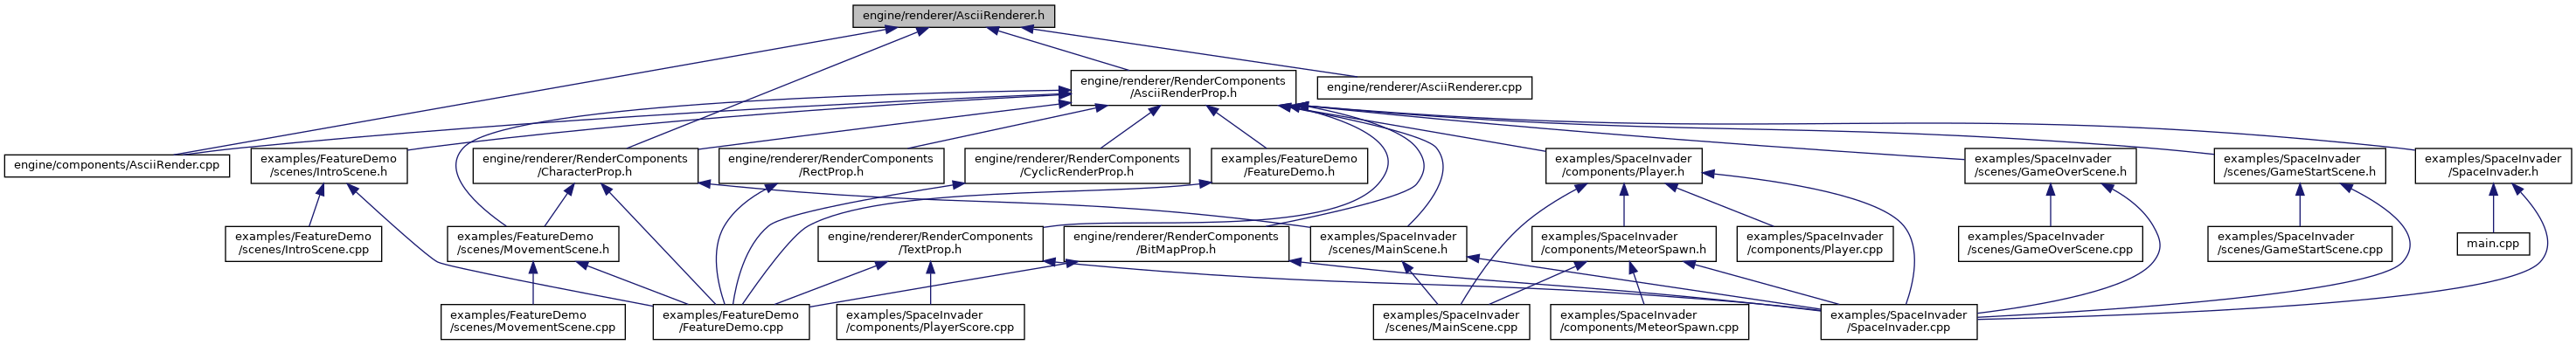 engine/renderer/AsciiRenderer.h
engine/renderer/RenderComponents
/AsciiRenderProp.h
engine/renderer/AsciiRenderer.cpp
engine/components/AsciiRender.cpp
examples/FeatureDemo
/scenes/IntroScene.h
engine/renderer/RenderComponents
/CharacterProp.h
engine/renderer/RenderComponents
/RectProp.h
engine/renderer/RenderComponents
/CyclicRenderProp.h
examples/FeatureDemo
/FeatureDemo.h
examples/SpaceInvader
/components/Player.h
examples/SpaceInvader
/scenes/GameOverScene.h
examples/SpaceInvader
/scenes/GameStartScene.h
examples/SpaceInvader
/SpaceInvader.h
examples/FeatureDemo
/scenes/IntroScene.cpp
examples/FeatureDemo
/scenes/MovementScene.h
engine/renderer/RenderComponents
/TextProp.h
engine/renderer/RenderComponents
/BitMapProp.h
examples/SpaceInvader
/scenes/MainScene.h
examples/SpaceInvader
/components/MeteorSpawn.h
examples/SpaceInvader
/components/Player.cpp
examples/SpaceInvader
/scenes/GameOverScene.cpp
examples/SpaceInvader
/scenes/GameStartScene.cpp
main.cpp
examples/FeatureDemo
/scenes/MovementScene.cpp
examples/FeatureDemo
/FeatureDemo.cpp
examples/SpaceInvader
/components/PlayerScore.cpp
examples/SpaceInvader
/scenes/MainScene.cpp
examples/SpaceInvader
/components/MeteorSpawn.cpp
examples/SpaceInvader
/SpaceInvader.cpp